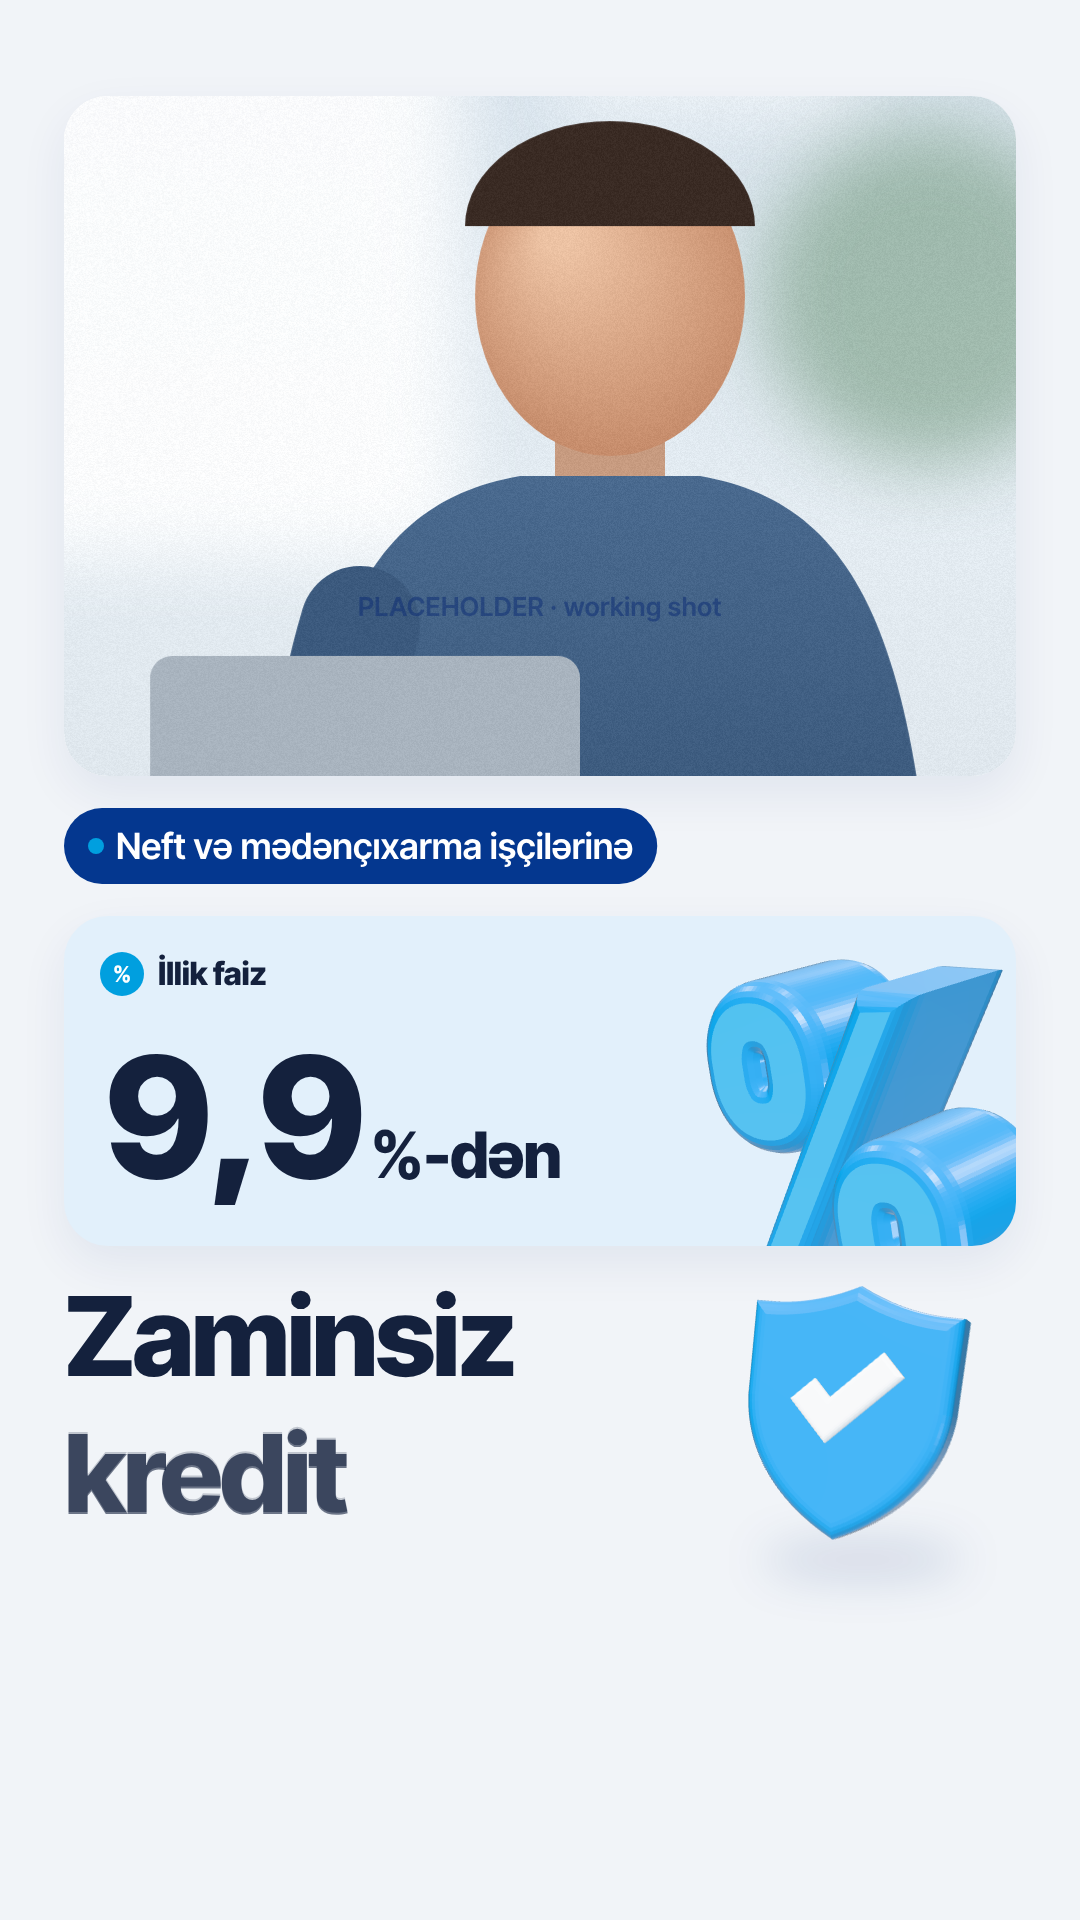 PLACEHOLDER · working shot
Neft və mədənçıxarma işçilərinə
% İllik faiz
9,9%-dən
%
Zaminsiz
kredit